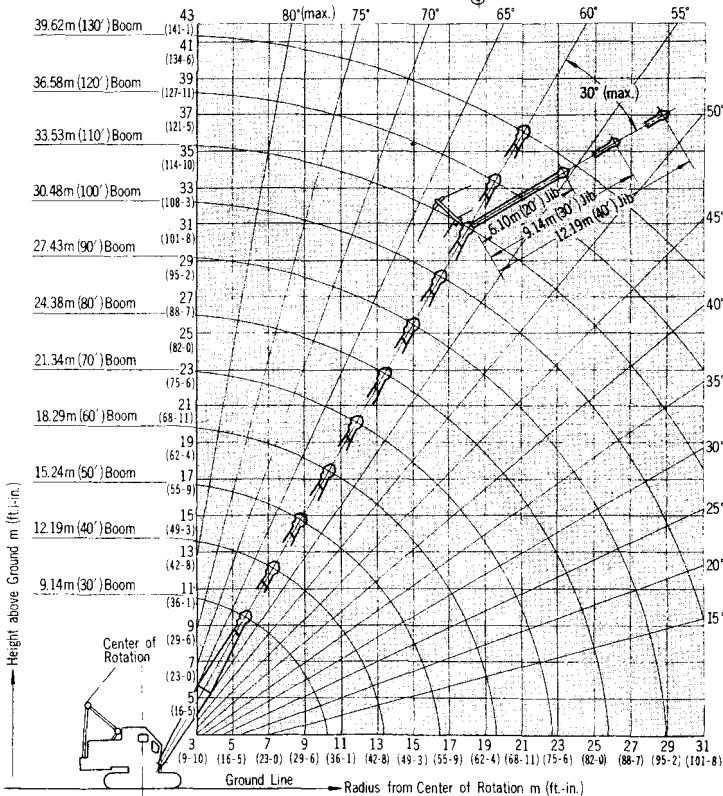 80°(max.) 75° 70° 65° 60° 55°
39.62m(130′)Boom
43
(141-1)
41
(134-6)
36.58m(120′)Boom
39
(127-11)
30°(max.)
33.53m(110′)Boom
37
(121-5)
50°
35
(114-10)
30.48m(100′)Boom
33
(108-3)
6.10m(20′)Jib
9.14m(30′)Jib
12.19m(40′)Jib
45°
31
(101-8)
27.43m(90′)Boom
29
(95-2)
24.38m(80′)Boom
27
(88-7)
40°
25
(82-0)
21.34m(70′)Boom
23
(75-6)
35°
18.29m(60′)Boom
21
(68-11)
19
(62-4)
30°
15.24m(50′)Boom
17
(55-9)
25°
12.19m(40′)Boom
15
(49-3)
13
(42-8)
20°
9.14m(30′)Boom
11
(36-1)
15°
9
(29-6)
7
(23-0)
5
(16-5)
Height above Ground m (ft.-in.)
Center of
Rotation
3 5 7 9 11 13 15 17 19 21 23 25 27 29 31
(9-10) (16-5) (23-0) (29-6) (36-1) (42-8) (49-3) (55-9) (62-4) (68-11) (75-6) (82-0) (88-7) (95-2) (101-8)
Ground Line
Radius from Center of Rotation m (ft.-in.)